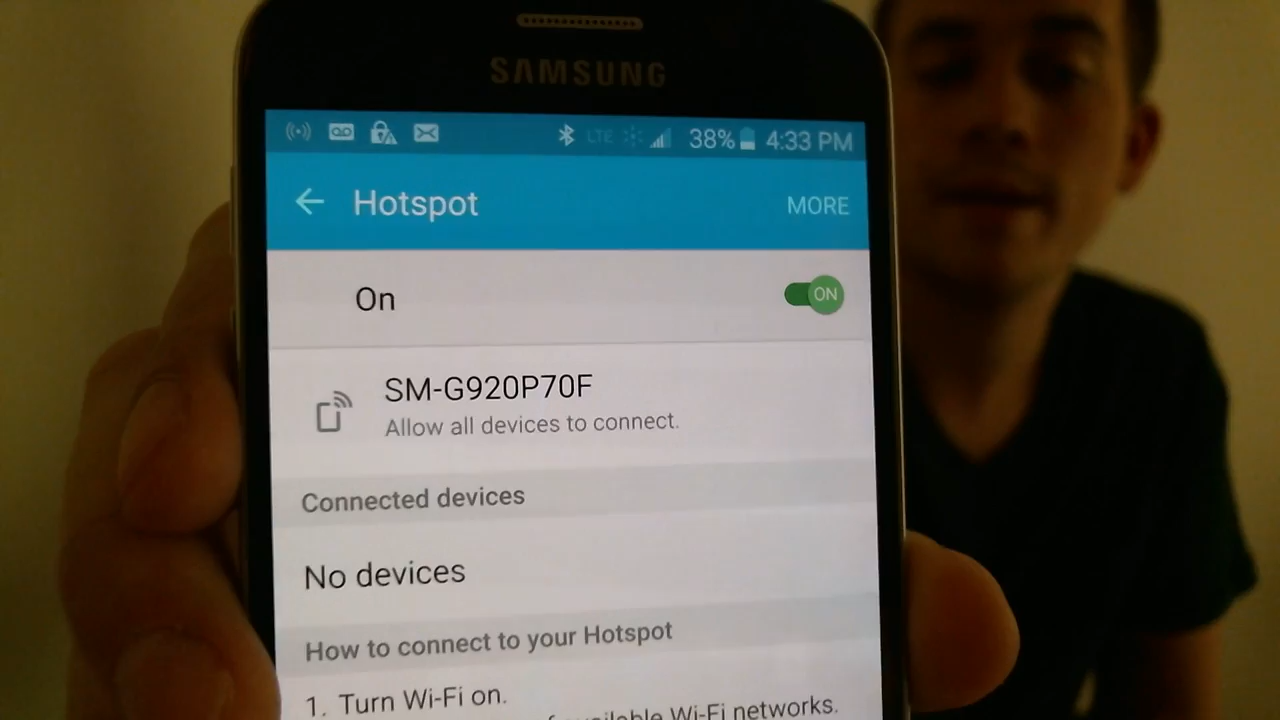 SAMSUNG
LTE 38% 4:33 PM
Hotspot MORE
On ON
SM-G920P70F
Allow all devices to connect.
Connected devices
No devices
How to connect to your Hotspot
1. Turn Wi-Fi on.
available Wi-Fi networks.